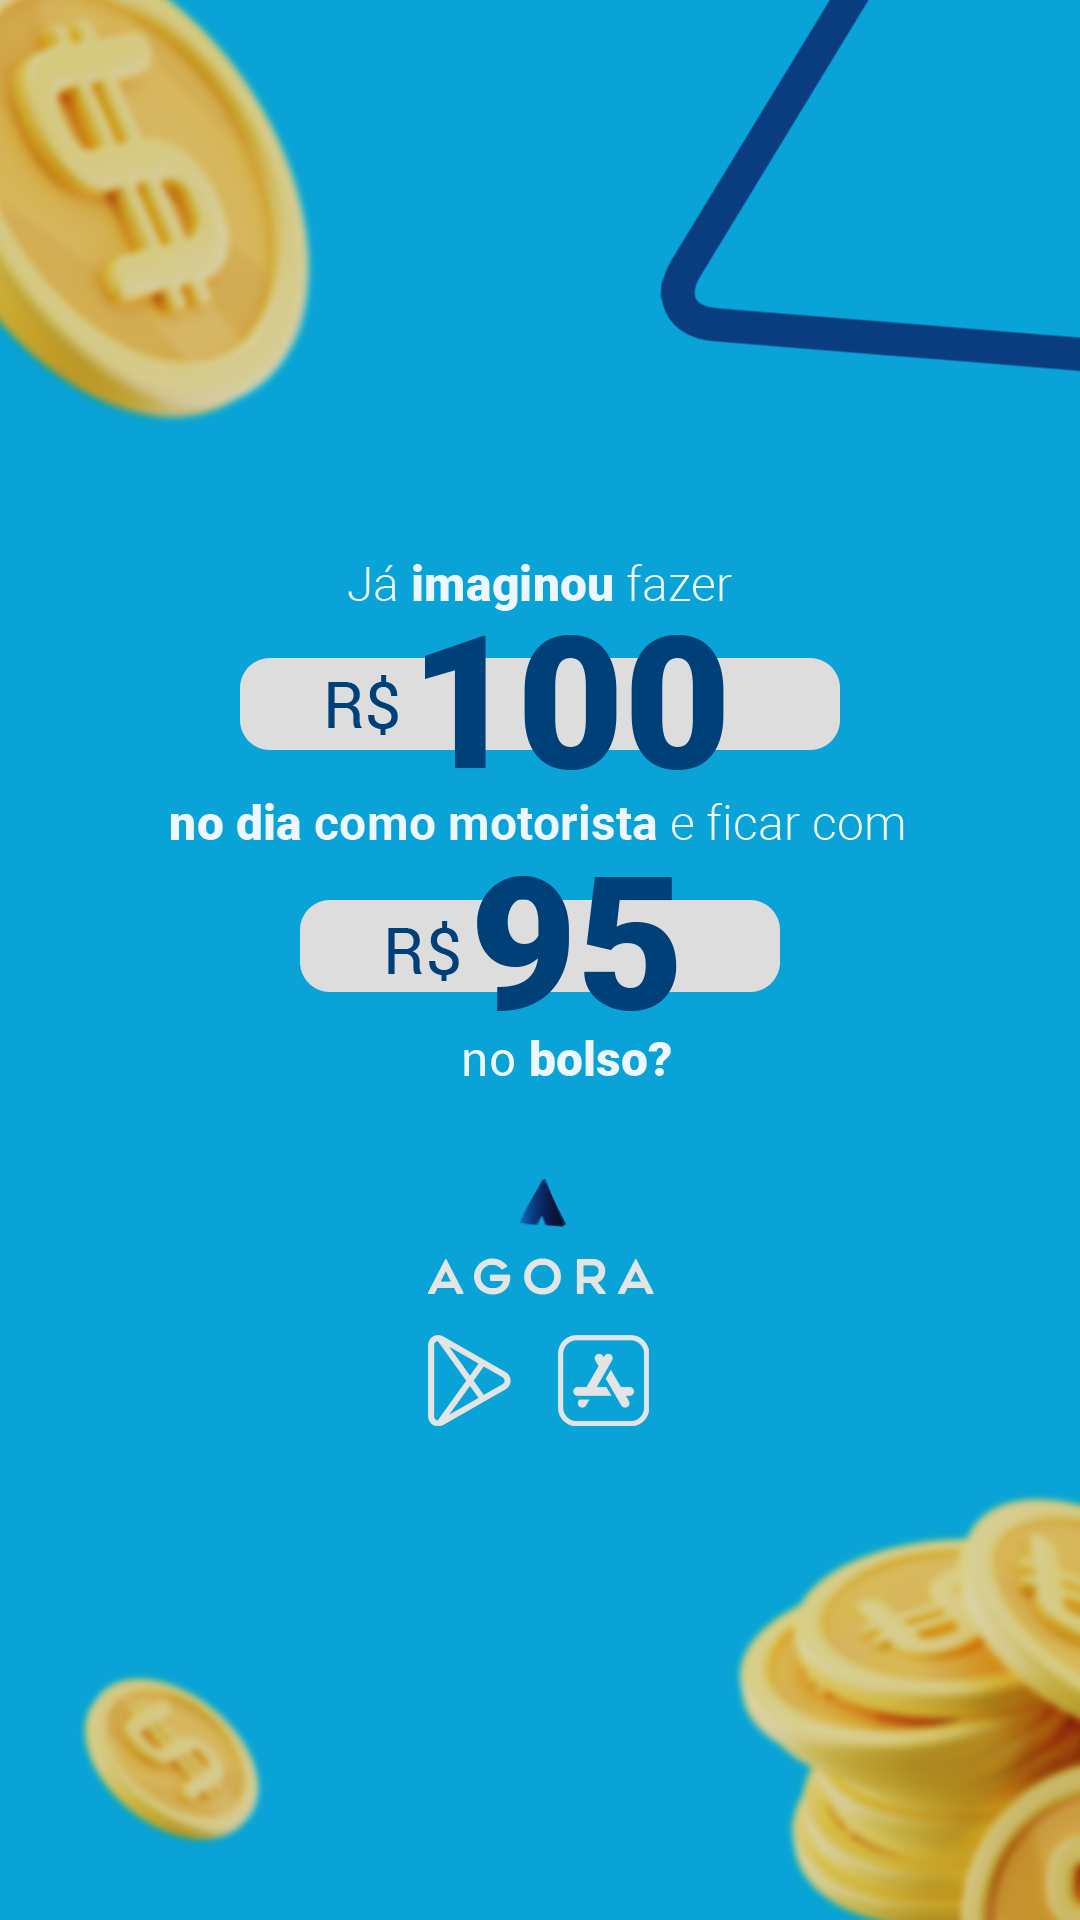 Já imaginou fazer
R$ 100
no dia como motorista e ficar com
R$ 95
no bolso?
AGORA